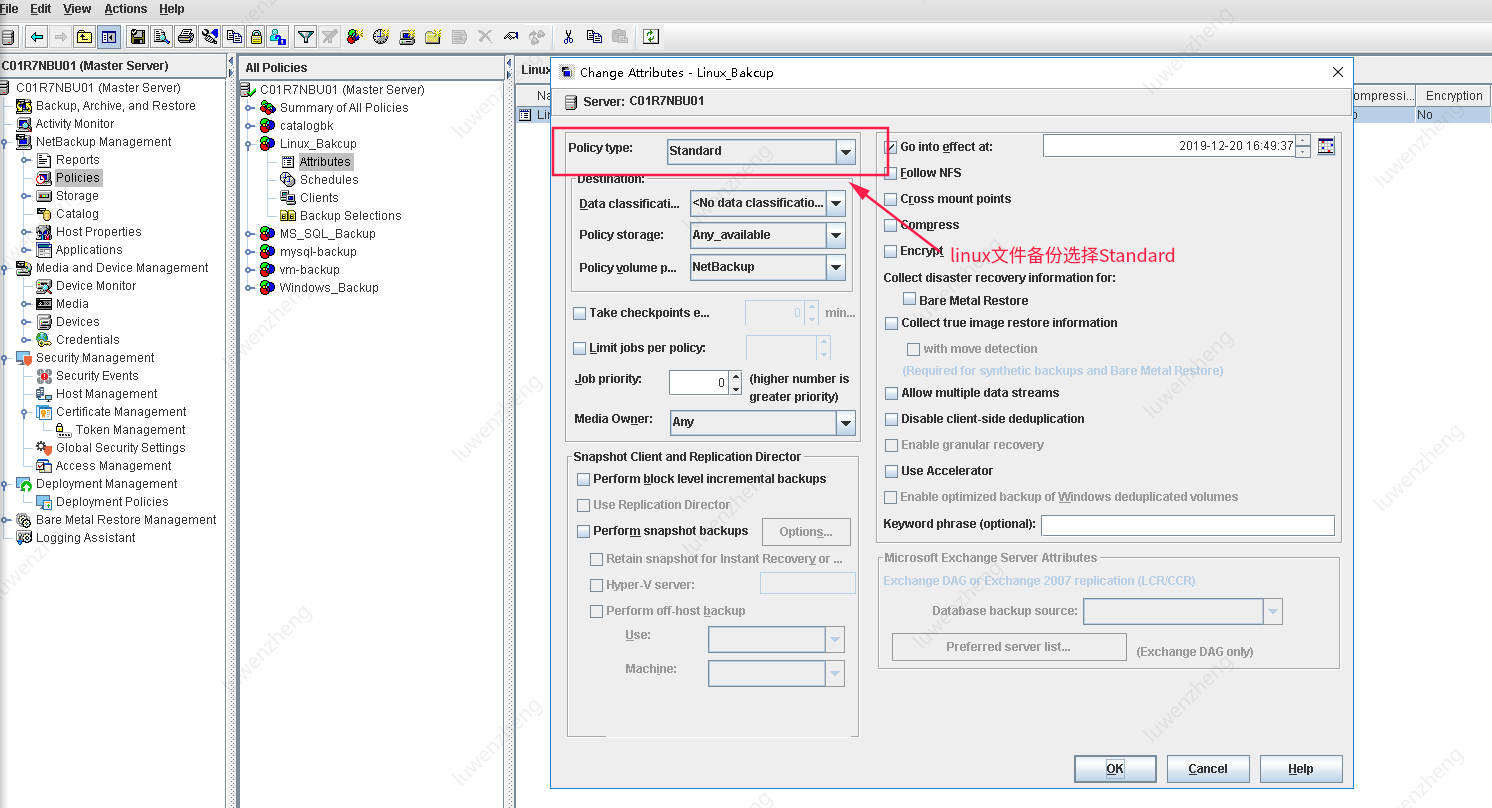 File Edit View Actions Help
C01R7NBU01 (Master Server)
C01R7NBU01 (Master Server)
Backup, Archive, and Restore
Activity Monitor
NetBackup Management
Reports
Policies
Storage
Catalog
Host Properties
Applications
Media and Device Management
Device Monitor
Media
Devices
Credentials
Security Management
Security Events
Host Management
Certificate Management
Token Management
Global Security Settings
Access Management
Deployment Management
Deployment Policies
Bare Metal Restore Management
Logging Assistant
All Policies
C01R7NBU01 (Master Server)
Summary of All Policies
catalogbk
Linux_Bakcup
Attributes
Schedules
Clients
Backup Selections
MS_SQL_Backup
mysql-backup
vm-backup
Windows_Backup
Linux
Na
Lin
ompressi... Encryption
o No
Change Attributes - Linux_Bakcup
Server: C01R7NBU01
Policy type: Standard
Destination:
Data classificati... <No data classificatio...
Policy storage: Any_available
Policy volume p... NetBackup
Take checkpoints e... 0 min...
Limit jobs per policy:
Job priority: 0 (higher number is
greater priority)
Media Owner: Any
Snapshot Client and Replication Director
Perform block level incremental backups
Use Replication Director
Perform snapshot backups Options...
Retain snapshot for Instant Recovery or ...
Hyper-V server:
Perform off-host backup
Use:
Machine:
Go into effect at: 2019-12-20 16:49:37
Follow NFS
Cross mount points
Compress
Encrypt
linux文件备份选择Standard
Collect disaster recovery information for:
Bare Metal Restore
Collect true image restore information
with move detection
(Required for synthetic backups and Bare Metal Restore)
Allow multiple data streams
Disable client-side deduplication
Enable granular recovery
Use Accelerator
Enable optimized backup of Windows deduplicated volumes
Keyword phrase (optional):
Microsoft Exchange Server Attributes
Exchange DAG or Exchange 2007 replication (LCR/CCR)
Database backup source:
Preferred server list... (Exchange DAG only)
OK Cancel Help
luwenzheng